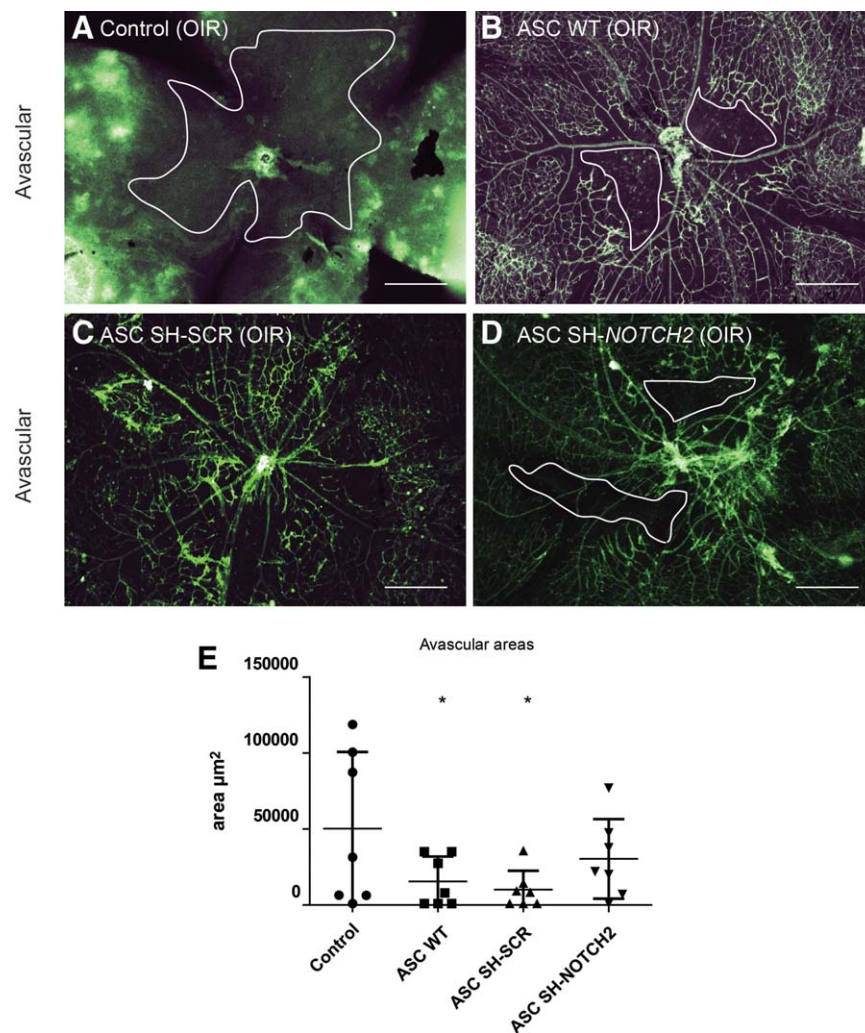 A Control (OIR)
B ASC WT (OIR)
Avascular
C ASC SH-SCR (OIR)
D ASC SH-NOTCH2 (OIR)
Avascular
E
Avascular areas
150000
100000
50000
0
area µm²
* *
Control
ASC WT
ASC SH-SCR
ASC SH-NOTCH2